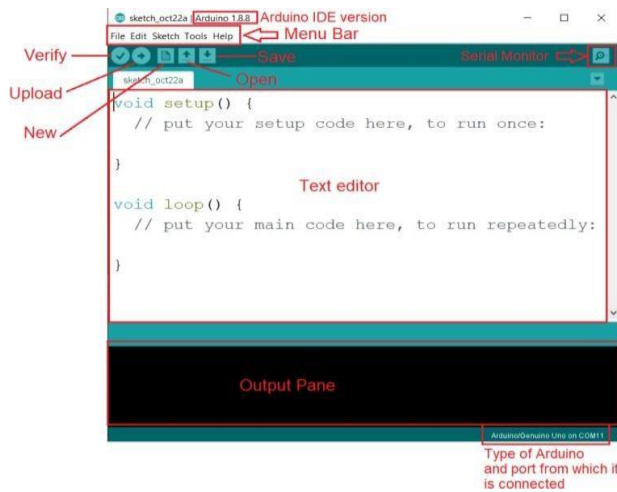 sketch_oct22a | Arduino 1.8.8 Arduino IDE version
File Edit Sketch Tools Help Menu Bar
Verify
Save
Serial Monitor
Upload
sketch_oct22a
Open
New
void setup() {
// put your setup code here, to run once:
}
Text editor
void loop() {
// put your main code here, to run repeatedly:
}
Output Pane
Arduino/Genuino Uno on COM11
Type of Arduino
and port from which it
is connected